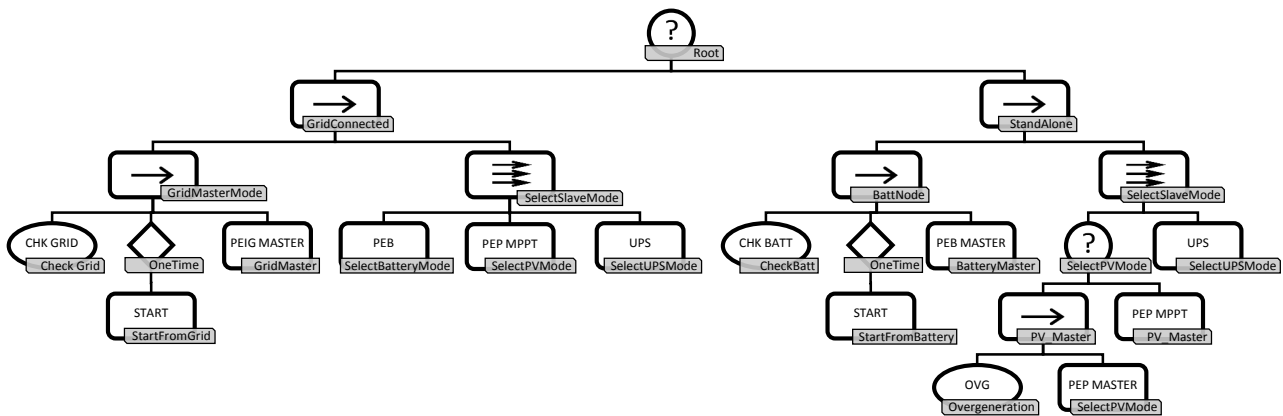 ?
Root
GridConnected
StandAlone
GridMasterMode
SelectSlaveMode
BattNode
SelectSlaveMode
CHK GRID
Check Grid
OneTime
PEIG MASTER
GridMaster
PEB
SelectBatteryMode
PEP MPPT
SelectPVMode
UPS
SelectUPSMode
CHK BATT
CheckBatt
OneTime
PEB MASTER
BatteryMaster
?
SelectPVMode
UPS
SelectUPSMode
START
StartFromGrid
START
StartFromBattery
PV_Master
PEP MPPT
PV_Master
OVG
Overgeneration
PEP MASTER
SelectPVMode